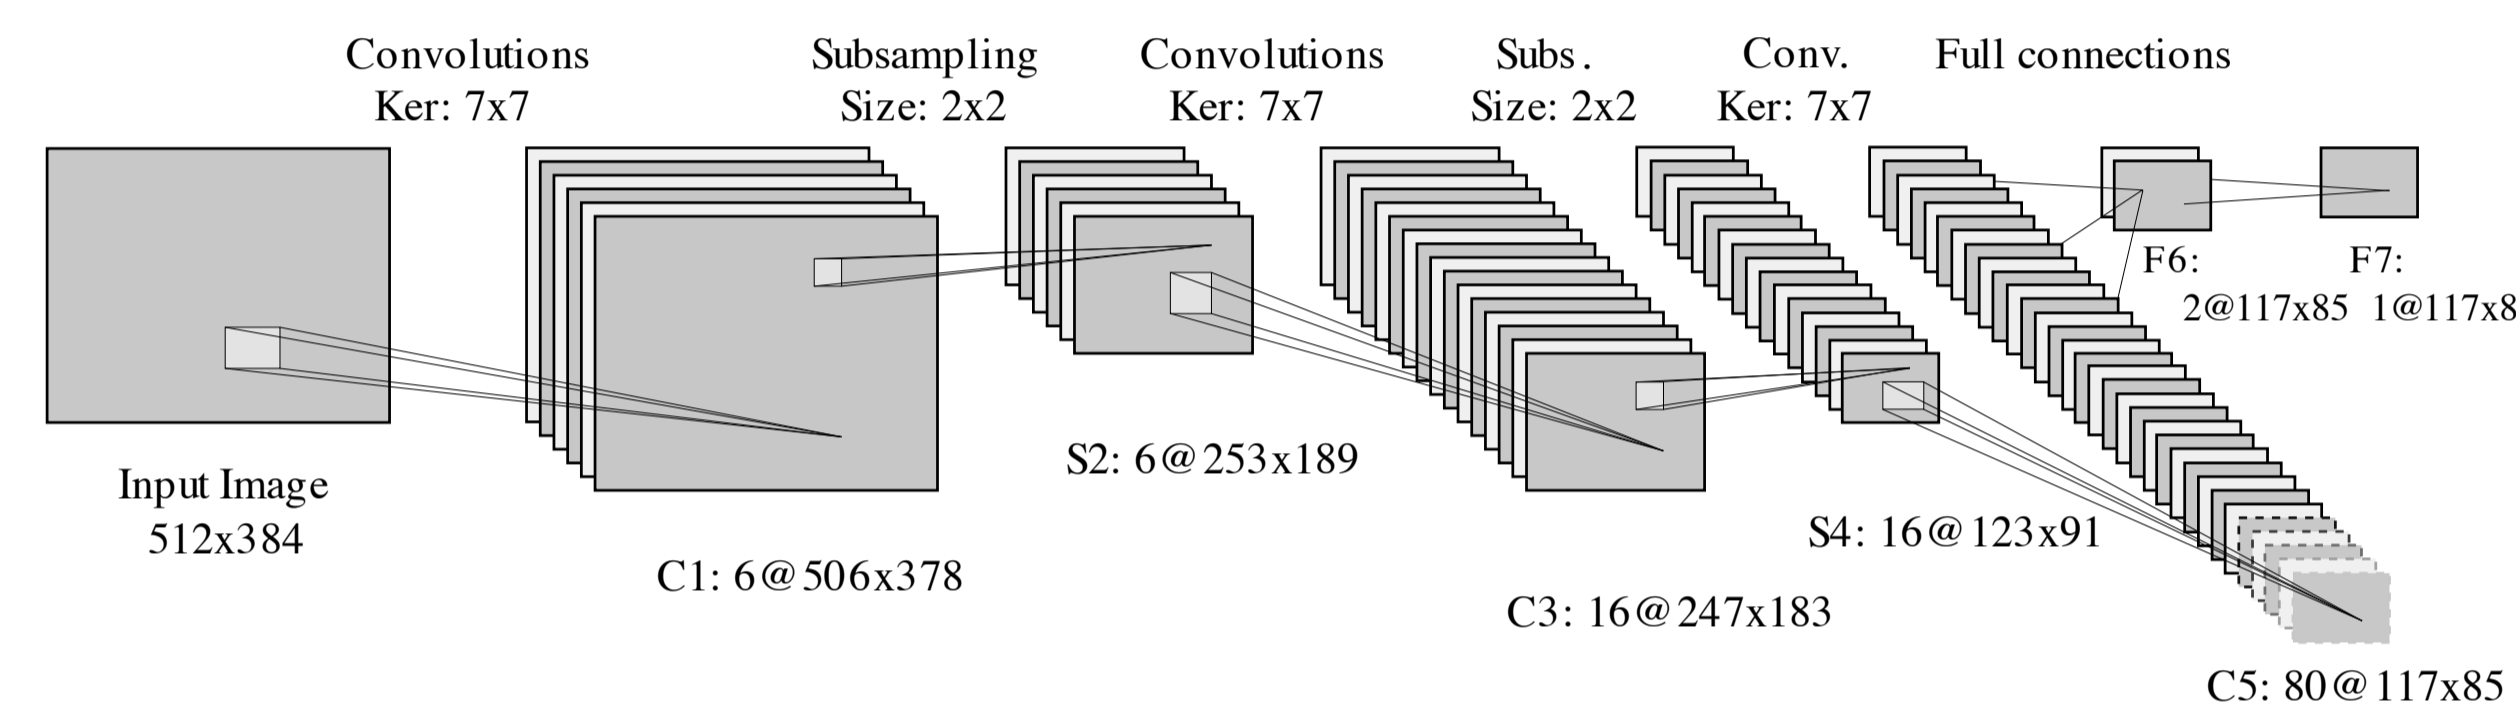 Convolutions
Ker: 7x7
Subsampling
Size: 2x2
Convolutions
Ker: 7x7
Subs.
Size: 2x2
Conv.
Ker: 7x7
Full connections
Input Image
512x384
C1: 6@506x378
S2: 6@253x189
C3: 16@247x183
S4: 16@123x91
C5: 80@117x85
F6:
2@117x85
F7:
1@117x8